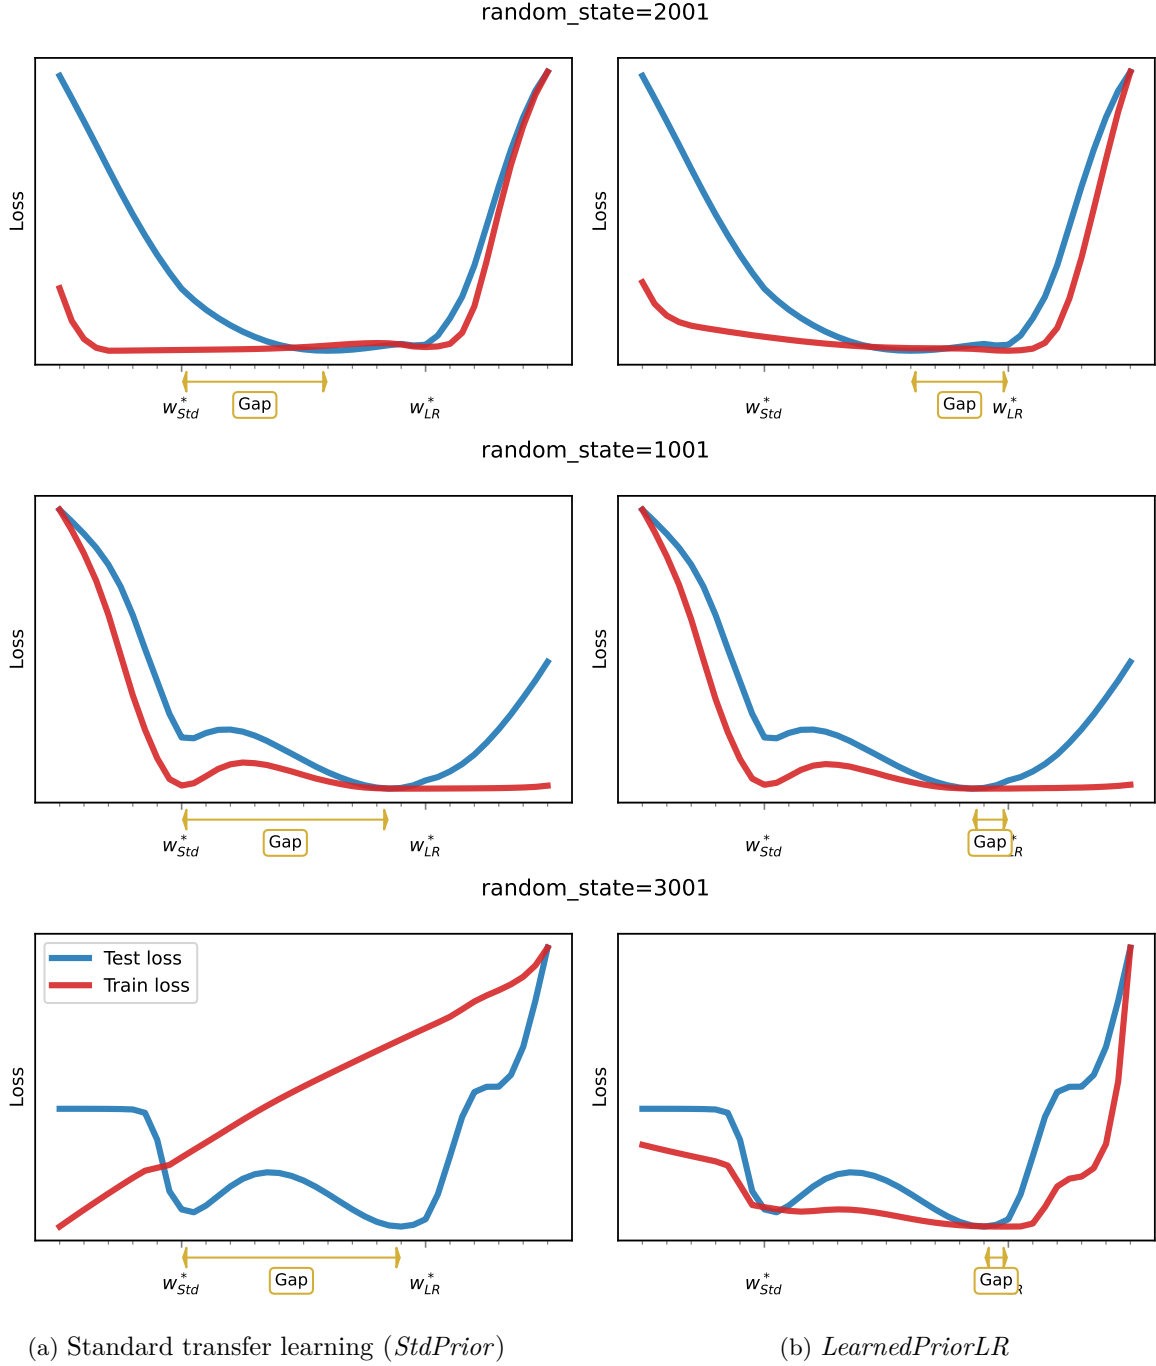 random_state=2001
Loss
Loss
Gap
Gap
w*Std
w*LR
w*Std
w*LR
random_state=1001
Loss
Loss
Gap
Gap
w*Std
w*LR
w*Std
*R
random_state=3001
Test loss
Train loss
Loss
Loss
Gap
Gap
w*Std
w*LR
w*Std
(a) Standard transfer learning (StdPrior)
(b) LearnedPriorLR